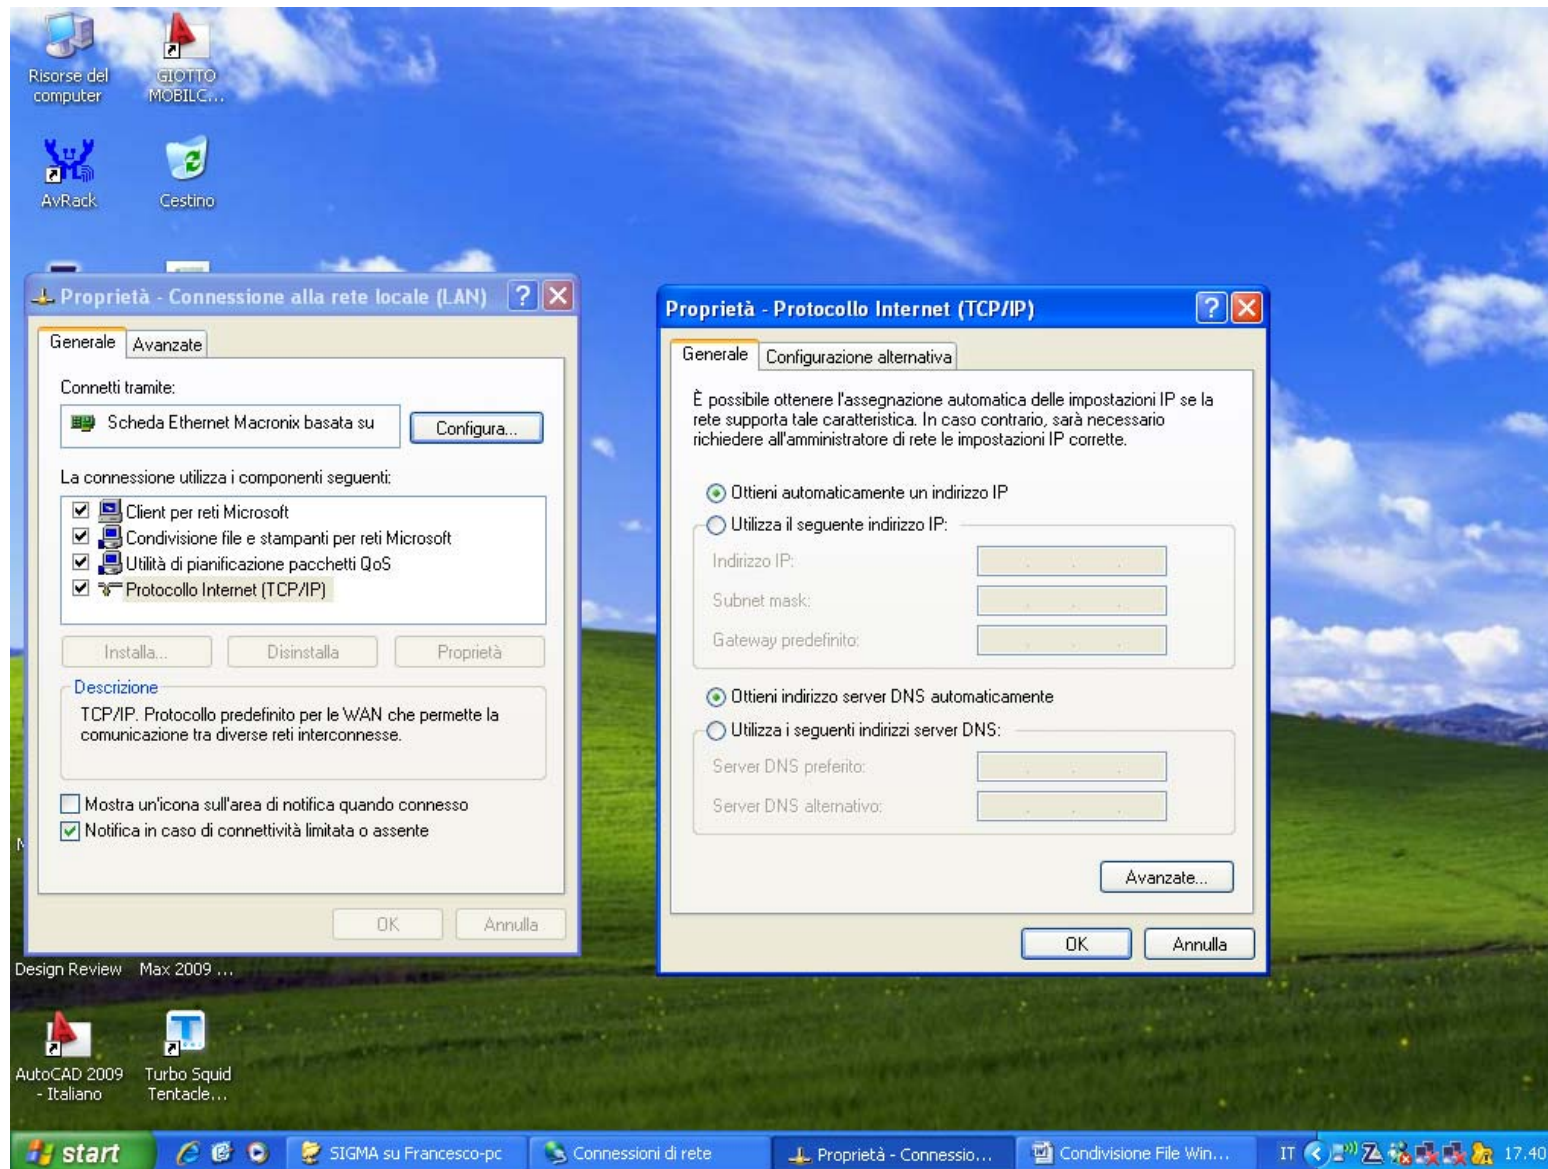 Risorse del
computer
GIOTTO
MOBILC...
AvRack
Cestino
Proprietà - Connessione alla rete locale (LAN)
Generale
Avanzate
Connetti tramite:
Scheda Ethernet Macronix basata su
Configura...
La connessione utilizza i componenti seguenti:
Client per reti Microsoft
Condivisione file e stampanti per reti Microsoft
Utilità di pianificazione pacchetti QoS
Protocollo Internet (TCP/IP)
Installa...
Disinstalla
Proprietà
Descrizione
TCP/IP. Protocollo predefinito per le WAN che permette la
comunicazione tra diverse reti interconnesse.
Mostra un'icona sull'area di notifica quando connesso
Notifica in caso di connettività limitata o assente
OK
Annulla
Proprietà - Protocollo Internet (TCP/IP)
Generale
Configurazione alternativa
È possibile ottenere l'assegnazione automatica delle impostazioni IP se la
rete supporta tale caratteristica. In caso contrario, sarà necessario
richiedere all'amministratore di rete le impostazioni IP corrette.
Ottieni automaticamente un indirizzo IP
Utilizza il seguente indirizzo IP:
Indirizzo IP:
Subnet mask:
Gateway predefinito:
Ottieni indirizzo server DNS automaticamente
Utilizza i seguenti indirizzi server DNS:
Server DNS preferito:
Server DNS alternativo:
Avanzate...
OK
Annulla
Design Review
Max 2009 ...
AutoCAD 2009
- Italiano
Turbo Squid
Tentacle...
start
SIGMA su Francesco-pc
Connessioni di rete
Proprietà - Connessio...
Condivisione File Win...
IT
17.40